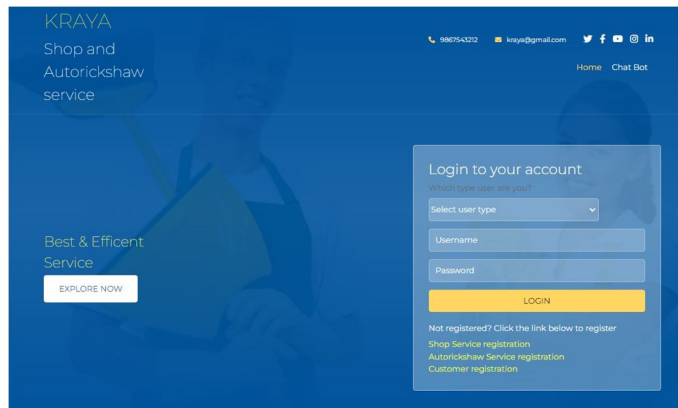 KRAYA
Shop and
Autorickshaw
service
9867543212 kraya@gmail.com
Home Chat Bot
Login to your account
Which type user are you?
Select user type
Username
Best & Efficent
Service
Password
EXPLORE NOW
LOGIN
Not registered? Click the link below to register
Shop Service registration
Autorickshaw Service registration
Customer registration